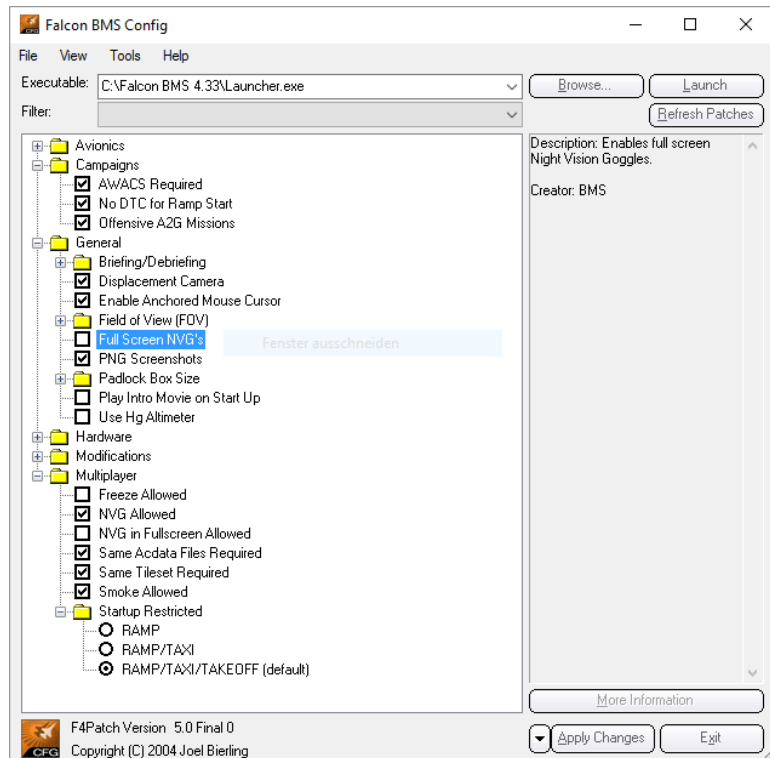 Falcon BMS Config
File View Tools Help
Executable: C:\Falcon BMS 4.33\Launcher.exe Browse... Launch
Filter: Refresh Patches
Avionics
Campaigns
AWACS Required
No DTC for Ramp Start
Offensive A2G Missions
General
Briefing/Debriefing
Displacement Camera
Enable Anchored Mouse Cursor
Field of View (FOV)
Full Screen NVG's
Fenster ausschneiden
PNG Screenshots
Padlock Box Size
Play Intro Movie on Start Up
Use Hg Altimeter
Hardware
Modifications
Multiplayer
Freeze Allowed
NVG Allowed
NVG in Fullscreen Allowed
Same Acdata Files Required
Same Tileset Required
Smoke Allowed
Startup Restricted
RAMP
RAMP/TAXI
RAMP/TAXI/TAKEOFF (default)
Description: Enables full screen
Night Vision Goggles.
Creator: BMS
More Information
CFG
F4Patch Version 5.0 Final 0
Copyright (C) 2004 Joel Bierling
Apply Changes Exit